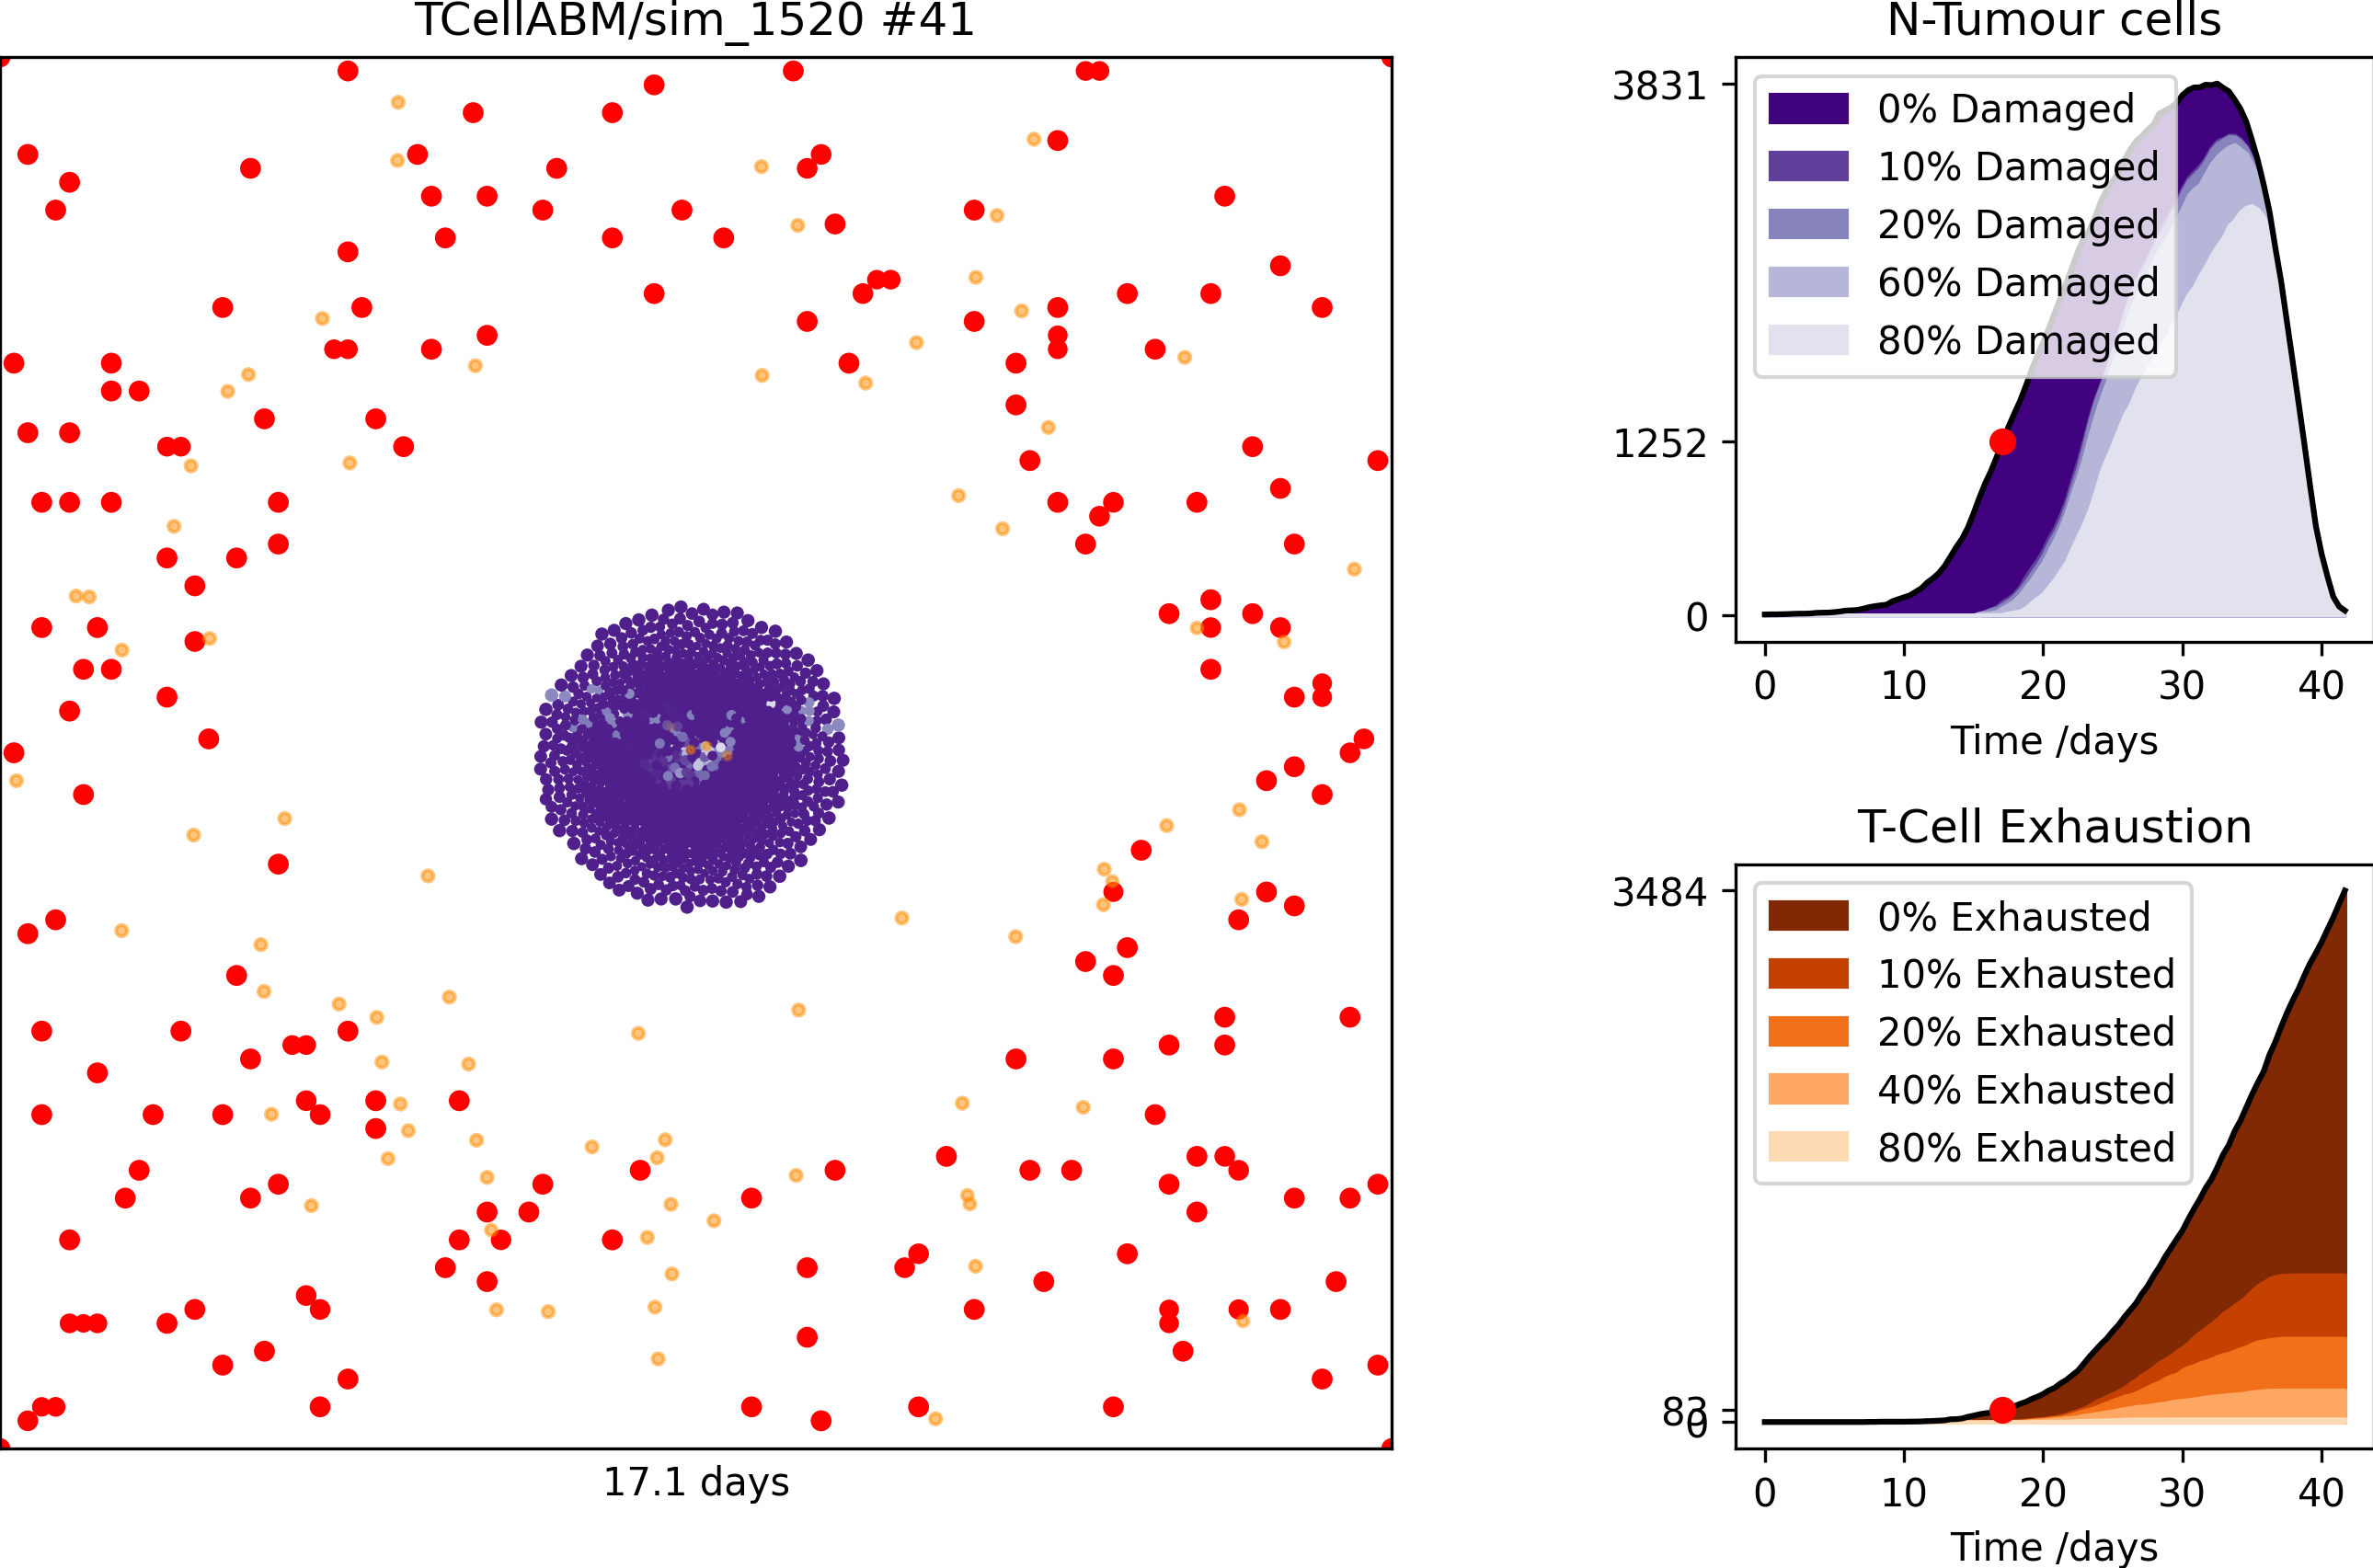 TCellABM/sim_1520 #41
17.1 days
N-Tumour cells
3831
1252
0
0% Damaged
10% Damaged
20% Damaged
60% Damaged
80% Damaged
0 10 20 30 40
Time /days
T-Cell Exhaustion
3484
83
0
0% Exhausted
10% Exhausted
20% Exhausted
40% Exhausted
80% Exhausted
0 10 20 30 40
Time /days